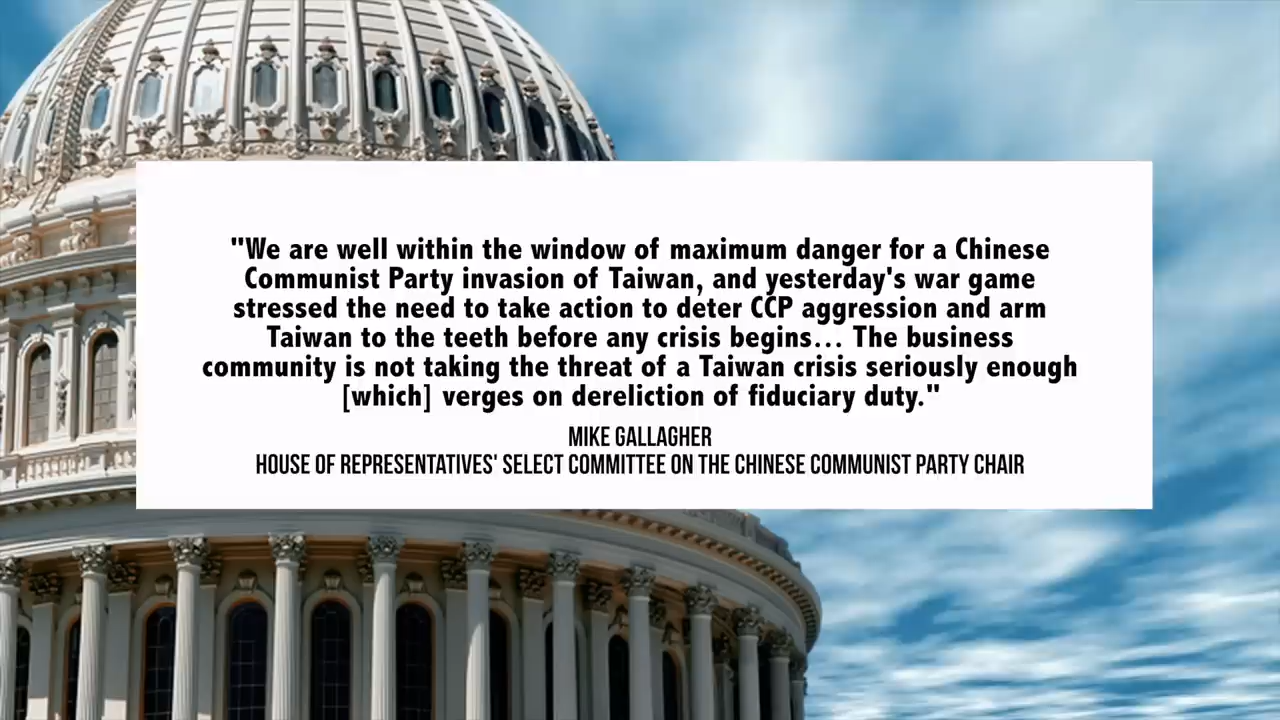 "We are well within the window of maximum danger for a Chinese
Communist Party invasion of Taiwan, and yesterday's war game
stressed the need to take action to deter CCP aggression and arm
Taiwan to the teeth before any crisis begins... The business
community is not taking the threat of a Taiwan crisis seriously enough
[which] verges on dereliction of fiduciary duty."
MIKE GALLAGHER
HOUSE OF REPRESENTATIVES' SELECT COMMITTEE ON THE CHINESE COMMUNIST PARTY CHAIR